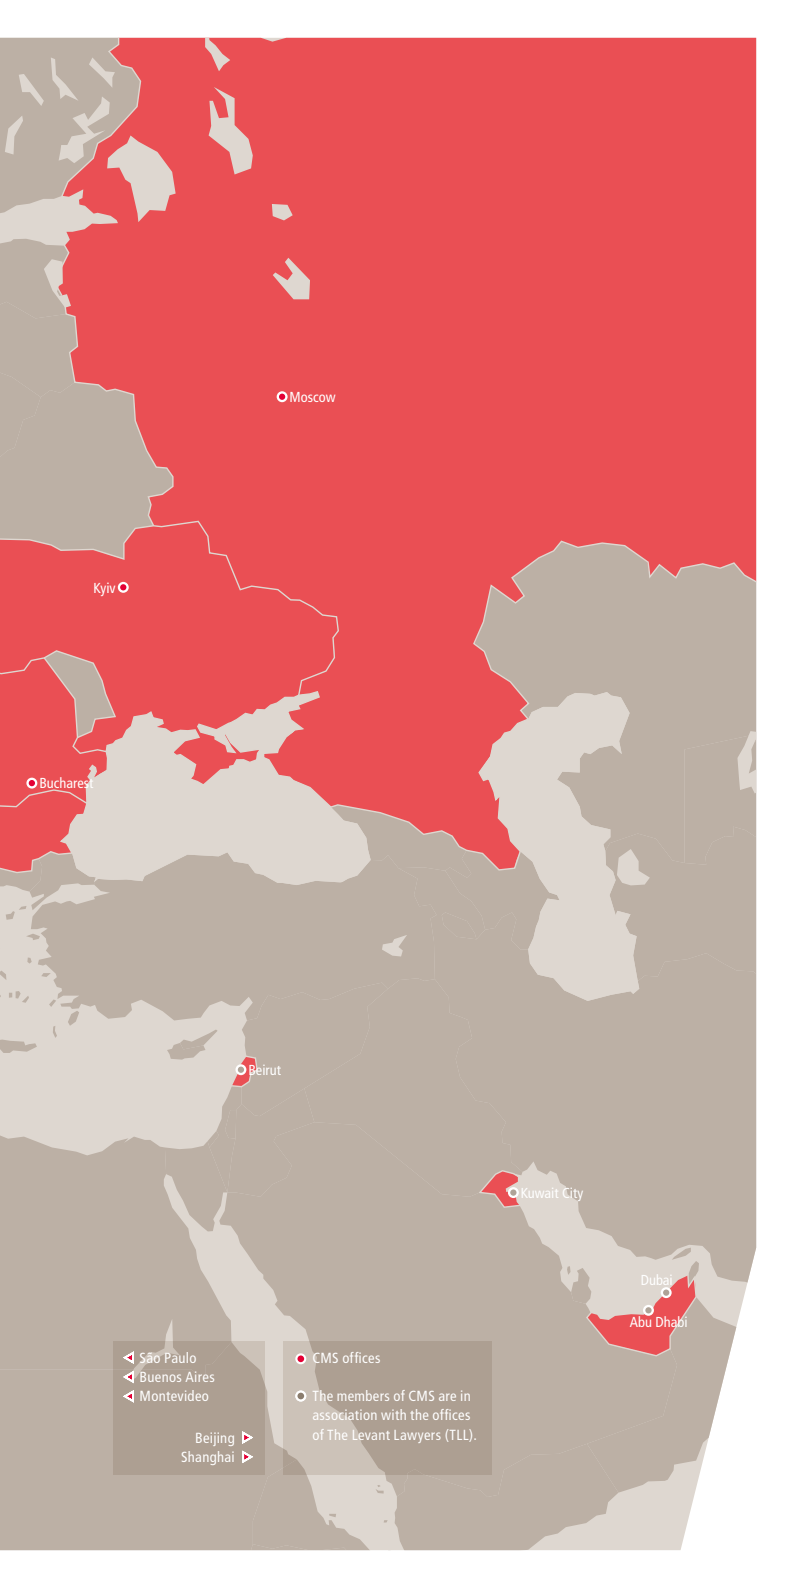 Moscow
Kyiv
Bucharest
Beirut
Kuwait City
Dubai
Abu Dhabi
São Paulo
Buenos Aires
Montevideo
Beijing
Shanghai
CMS offices
The members of CMS are in
association with the offices
of The Levant Lawyers (TLL).